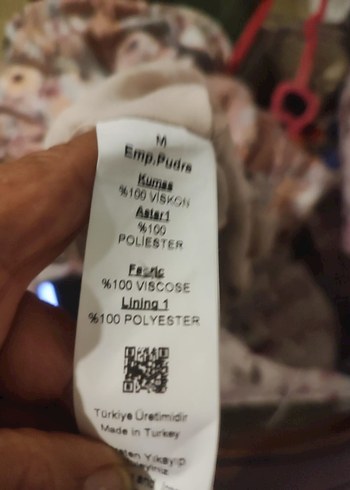 M
Emp.Pudra
Kumaş
%100 VİSKON
Astar1
%100
POLİESTER
Fabric
%100 VISCOSE
Lining 1
%100 POLYESTER
Türkiye Üretimidir
Made in Turkey
Yıkayıp